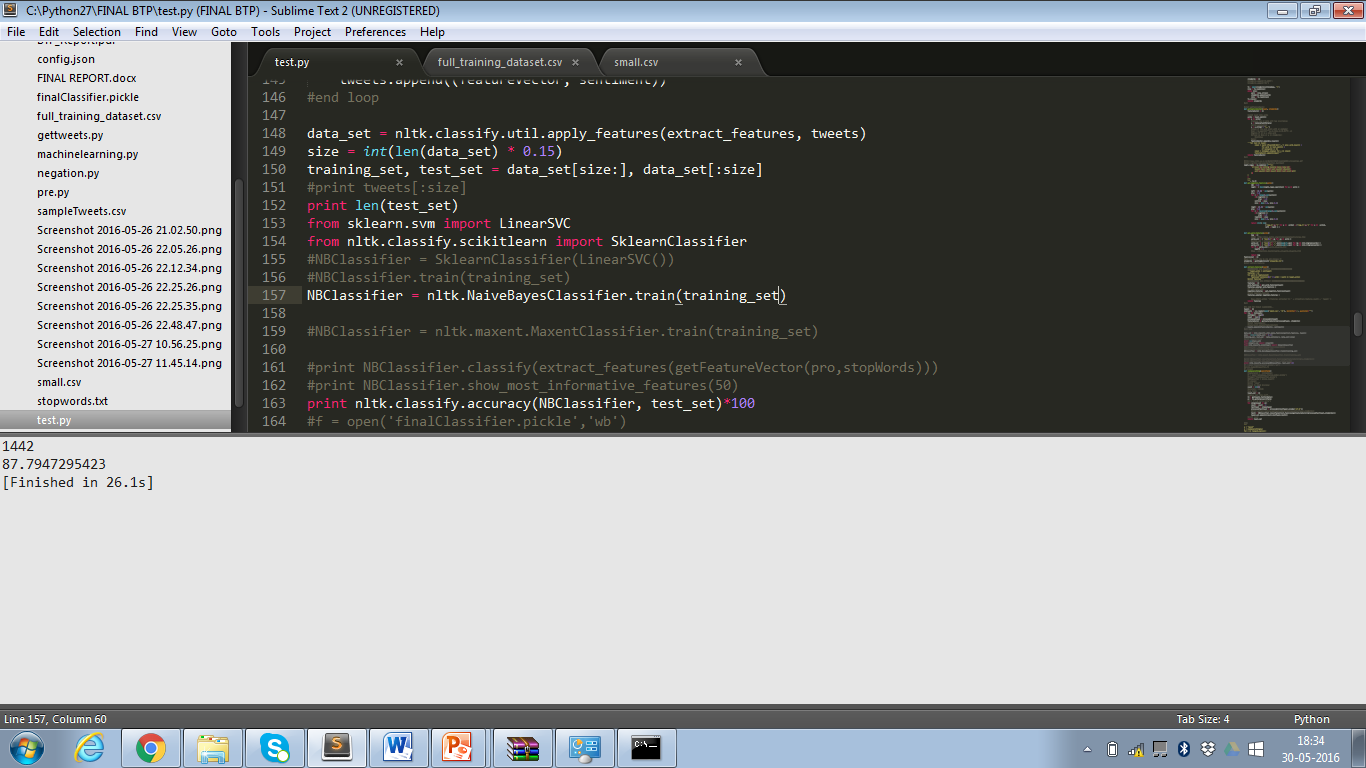 C:\Python27\FINAL BTP\test.py (FINAL BTP) - Sublime Text 2 (UNREGISTERED)
File Edit Selection Find View Goto Tools Project Preferences Help
config.json
FINAL REPORT.docx
finalClassifier.pickle
full_training_dataset.csv
gettweets.py
machinelearning.py
negation.py
pre.py
sampleTweets.csv
Screenshot 2016-05-26 21.02.50.png
Screenshot 2016-05-26 22.05.26.png
Screenshot 2016-05-26 22.12.34.png
Screenshot 2016-05-26 22.25.26.png
Screenshot 2016-05-26 22.25.35.png
Screenshot 2016-05-26 22.48.47.png
Screenshot 2016-05-27 10.56.25.png
Screenshot 2016-05-27 11.45.14.png
small.csv
stopwords.txt
test.py
test.py × full_training_dataset.csv × small.csv ×
145 tweets.append((featureVector, sentiment))
146 #end loop
147
148 data_set = nltk.classify.util.apply_features(extract_features, tweets)
149 size = int(len(data_set) * 0.15)
150 training_set, test_set = data_set[size:], data_set[:size]
151 #print tweets[:size]
152 print len(test_set)
153 from sklearn.svm import LinearSVC
154 from nltk.classify.scikitlearn import SklearnClassifier
155 #NBClassifier = SklearnClassifier(LinearSVC())
156 #NBClassifier.train(training_set)
157 NBClassifier = nltk.NaiveBayesClassifier.train(training_set)
158
159 #NBClassifier = nltk.maxent.MaxentClassifier.train(training_set)
160
161 #print NBClassifier.classify(extract_features(getFeatureVector(pro,stopWords)))
162 #print NBClassifier.show_most_informative_features(50)
163 print nltk.classify.accuracy(NBClassifier, test_set)*100
164 #f = open('finalClassifier.pickle','wb')
1442
87.7947295423
[Finished in 26.1s]
Line 157, Column 60 Tab Size: 4 Python
18:34
30-05-2016